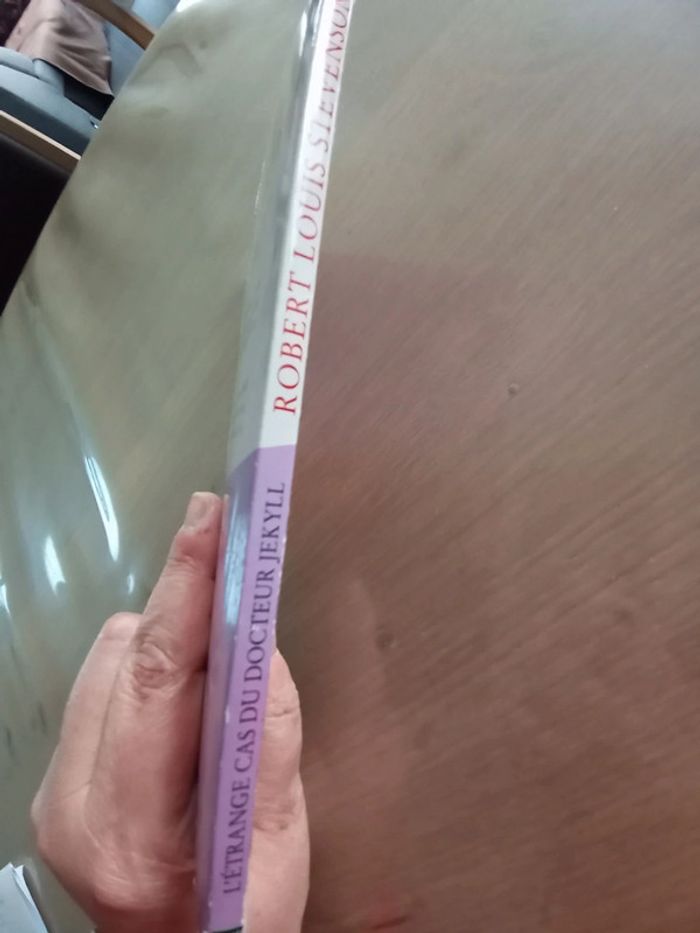 ROBERT LOUIS STEVENSON
L'ÉTRANGE CAS DU DOCTEUR JEKYLL